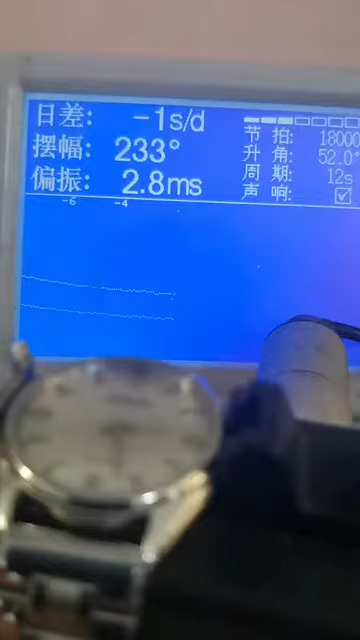 日差: -1s/d
摆幅: 233°
偏振: 2.8ms
节 拍: 18000
升 角: 52.0°
周 期: 12s
声 响: ☑
-6 -4